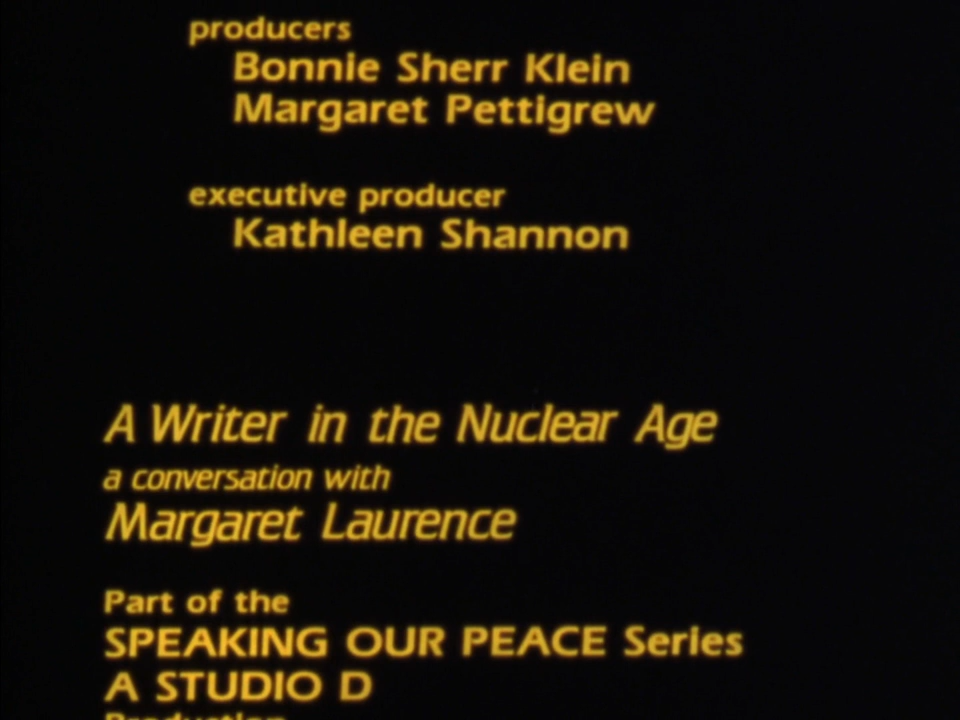 producers
Bonnie Sherr Klein
Margaret Pettigrew
executive producer
Kathleen Shannon
A Writer in the Nuclear Age
a conversation with
Margaret Laurence
Part of the
SPEAKING OUR PEACE Series
A STUDIO D
Production